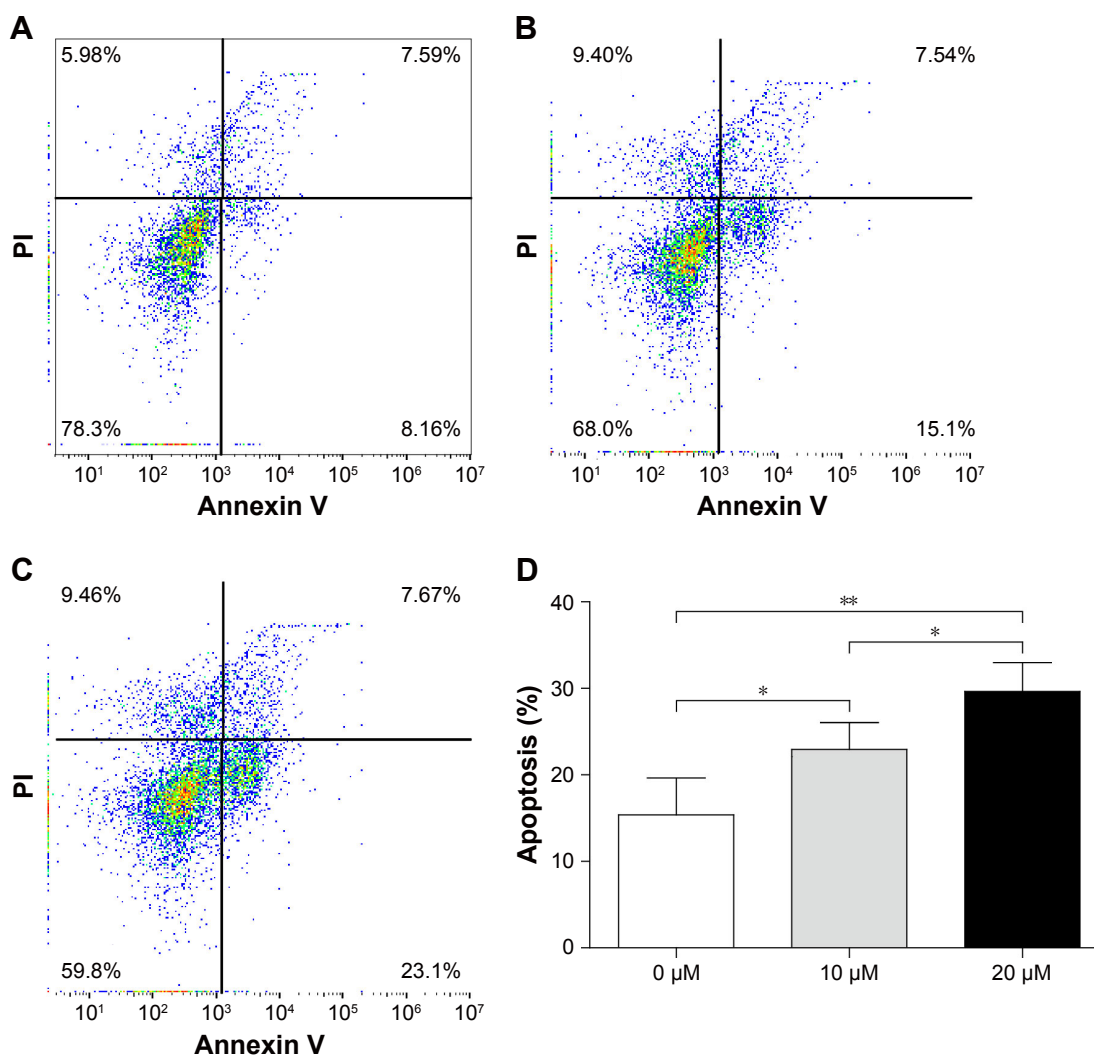 A
5.98%
7.59%
PI
78.3%
8.16%
10¹ 10² 10³ 10⁴ 10⁵ 10⁶ 10⁷
Annexin V
B
9.40%
7.54%
PI
68.0%
15.1%
10¹ 10² 10³ 10⁴ 10⁵ 10⁶ 10⁷
Annexin V
C
9.46%
7.67%
PI
59.8%
23.1%
10¹ 10² 10³ 10⁴ 10⁵ 10⁶ 10⁷
Annexin V
D
Apoptosis (%)
40
30
20
10
0
**
*
*
0 µM
10 µM
20 µM